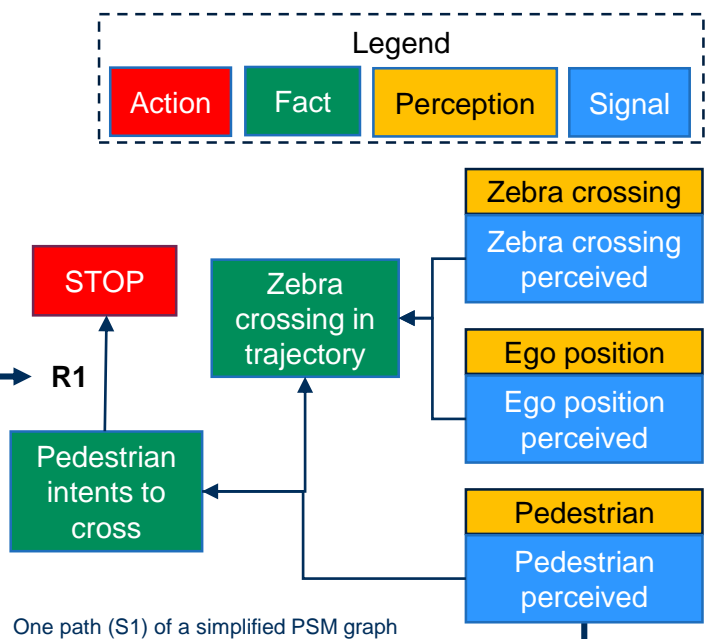 Legend
Action
Fact
Perception
Signal
Zebra crossing
Zebra crossing
perceived
STOP
Zebra
crossing in
trajectory
R1
Ego position
Ego position
perceived
Pedestrian
intents to
cross
Pedestrian
Pedestrian
perceived
One path (S1) of a simplified PSM graph